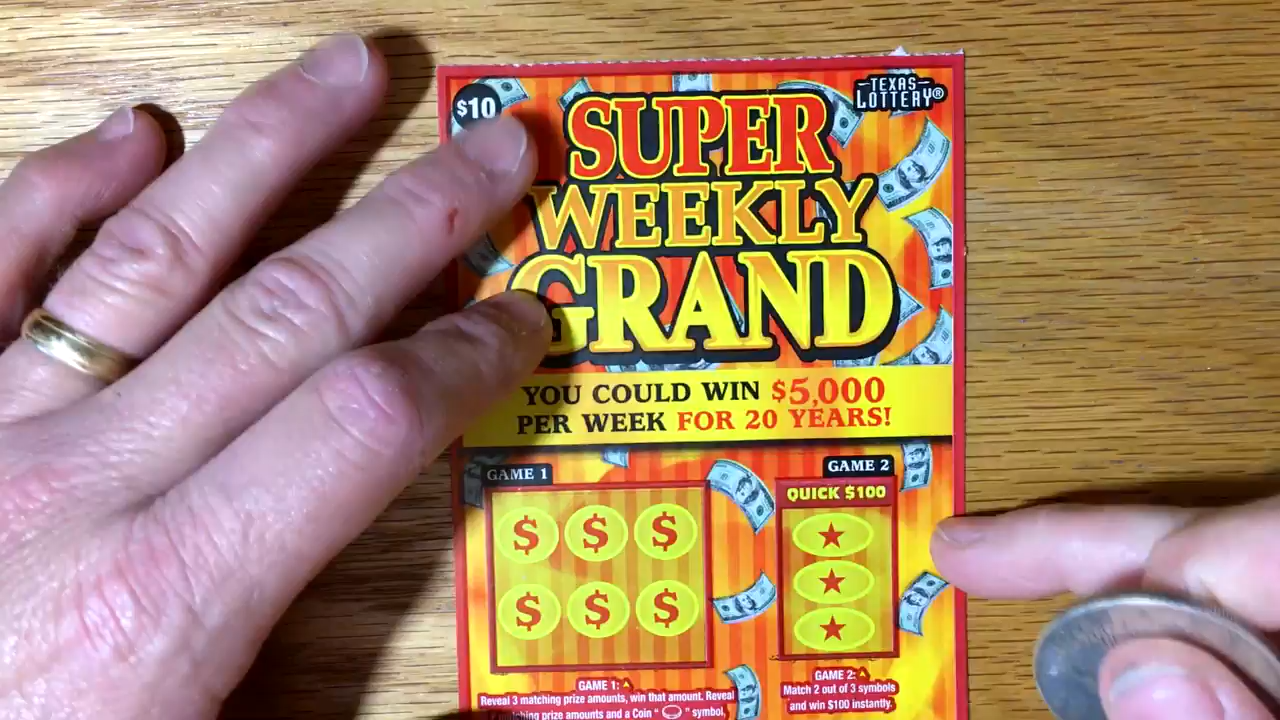 $10
TEXAS
LOTTERY®
SUPER
WEEKLY
GRAND
YOU COULD WIN $5,000
PER WEEK FOR 20 YEARS!
GAME 1
GAME 2
QUICK $100
$ $ $
$ $ $
GAME 1:
Reveal 3 matching prize amounts, win that amount. Reveal
matching prize amounts and a Coin " " symbol,
GAME 2:
Match 2 out of 3 symbols
and win $100 instantly.